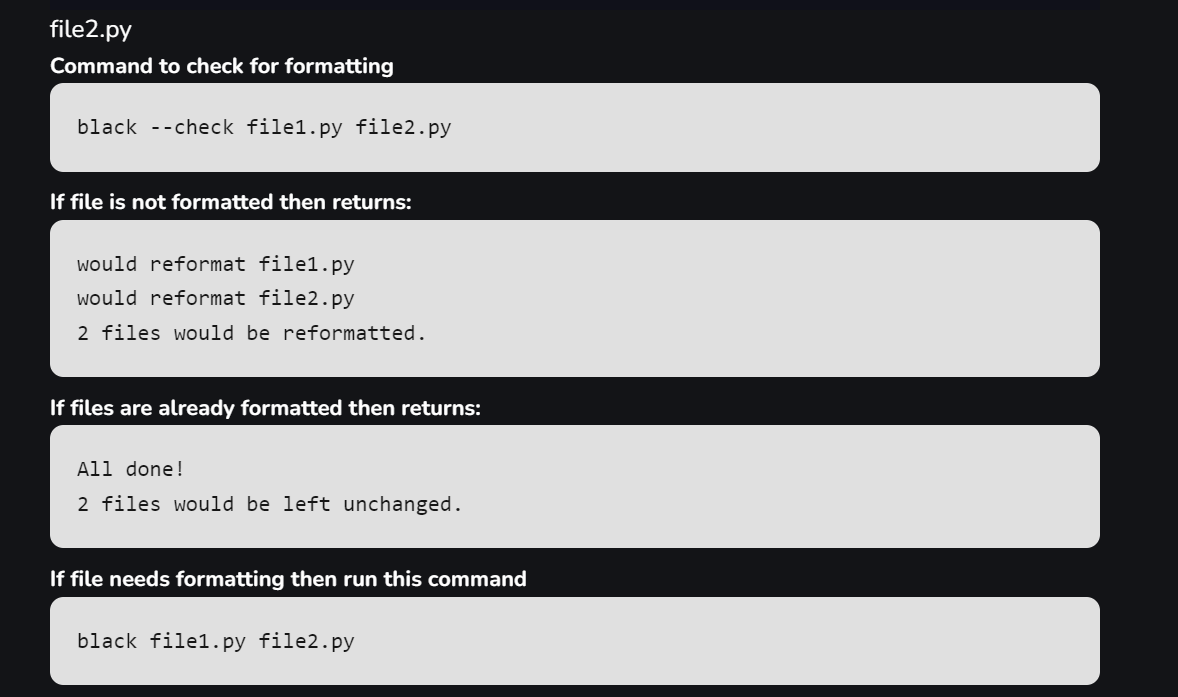 file2.py
Command to check for formatting
black --check file1.py file2.py
If file is not formatted then returns:
would reformat file1.py
would reformat file2.py
2 files would be reformatted.
If files are already formatted then returns:
All done!
2 files would be left unchanged.
If file needs formatting then run this command
black file1.py file2.py